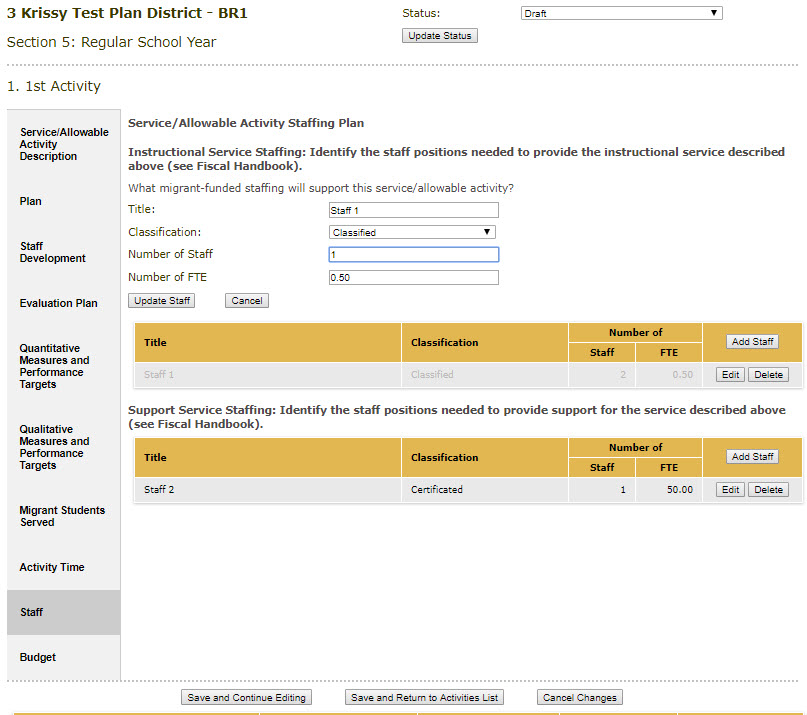 3 Krissy Test Plan District - BR1
Status:
Draft
Update Status
Section 5: Regular School Year
1. 1st Activity
Service/Allowable
Activity
Description
Plan
Staff
Development
Evaluation Plan
Quantitative
Measures and
Performance
Targets
Qualitative
Measures and
Performance
Targets
Migrant Students
Served
Activity Time
Staff
Budget
Service/Allowable Activity Staffing Plan
Instructional Service Staffing: Identify the staff positions needed to provide the instructional service described
above (see Fiscal Handbook).
What migrant-funded staffing will support this service/allowable activity?
Title: Staff 1
Classification: Classified
Number of Staff 1
Number of FTE 0.50
Update Staff Cancel
Title Classification Number of Add Staff
Staff FTE
Staff 1 Classified 2 0.50 Edit Delete
Support Service Staffing: Identify the staff positions needed to provide support for the service described above
(see Fiscal Handbook).
Title Classification Number of Add Staff
Staff FTE
Staff 2 Certificated 1 50.00 Edit Delete
Save and Continue Editing Save and Return to Activities List Cancel Changes